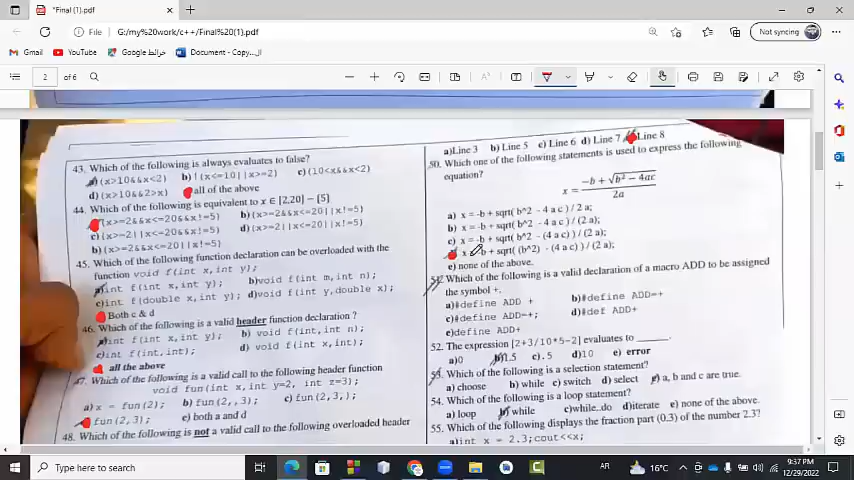 *Final (1).pdf
File
G:/my%20work/c++/Final%20(1).pdf
Not syncing
Gmail
YouTube
خرائط Google
Document - Copy
2
of 6
43. Which of the following is always evaluates to false?
(x>10&&x<2)
b) !(x<=10||x>=2)
c) (10<x&&x<2)
d) (x>10&&2>x)
all of the above
44. Which of the following is equivalent to x ∈ [2,20] – {5}
(x>=2&&x<=20&&x!=5)
b) (x>=2&&x<=20||x!=5)
c) (x>=2||x<=20&&x!=5)
d) (x>=2||x<=20||x!=5)
b) (x>=2&&x<=20||x!=5)
45. Which of the following function declaration can be overloaded with the
function void f(int x, int y);
int f(int x, int y);
b)void f(int m, int n);
c)int f(double x, int y);
d)void f(int y,double x);
Both c & d
46. Which of the following is a valid header function declaration ?
int f(int x, int y);
b) void f(int,int n);
c)int f(int,int);
d) void f(int x,int);
all the above
47. Which of the following is a valid call to the following header function
void fun(int x,int y=2, int z=3);
a) x = fun(2);
b) fun(2,,3);
c) fun(2,3,);
fun(2,3);
e) both a and d
48. Which of the following is not a valid call to the following overloaded header
a)Line 3 b) Line 5 c) Line 6 d) Line 7 Line 8
50. Which one of the following statements is used to express the following
equation?
x = −b + √b² − 4ac
2a
a) x = -b + sqrt( b^2 - 4 a c ) / 2 a;
b) x = -b + sqrt( b^2 - 4 a c ) / (2 a);
c) x = -b + sqrt( b^2 - (4 a c) ) / (2 a);
x b + sqrt( (b^2) - (4 a c) ) / (2 a);
e) none of the above.
Which of the following is a valid declaration of a macro ADD to be assigned
the symbol +.
a)#define ADD +
b)#define ADD=+
c)#define ADD=+;
d)#def ADD+
e)define ADD+
52. The expression [2+3/10*5–2] evaluates to ______.
a)0
1.5
c). 5
d)10
e) error
53. Which of the following is a selection statement?
a) choose
b) while
c) switch
d) select
e) a, b and c are true.
54. Which of the following is a loop statement?
a) loop
while
c)while..do
d)iterate
e) none of the above.
55. Which of the following displays the fraction part (0.3) of the number 2.3?
a)int x = 2.3;cout<<x;
Type here to search
AR
16°C
9:37 PM
12/29/2022